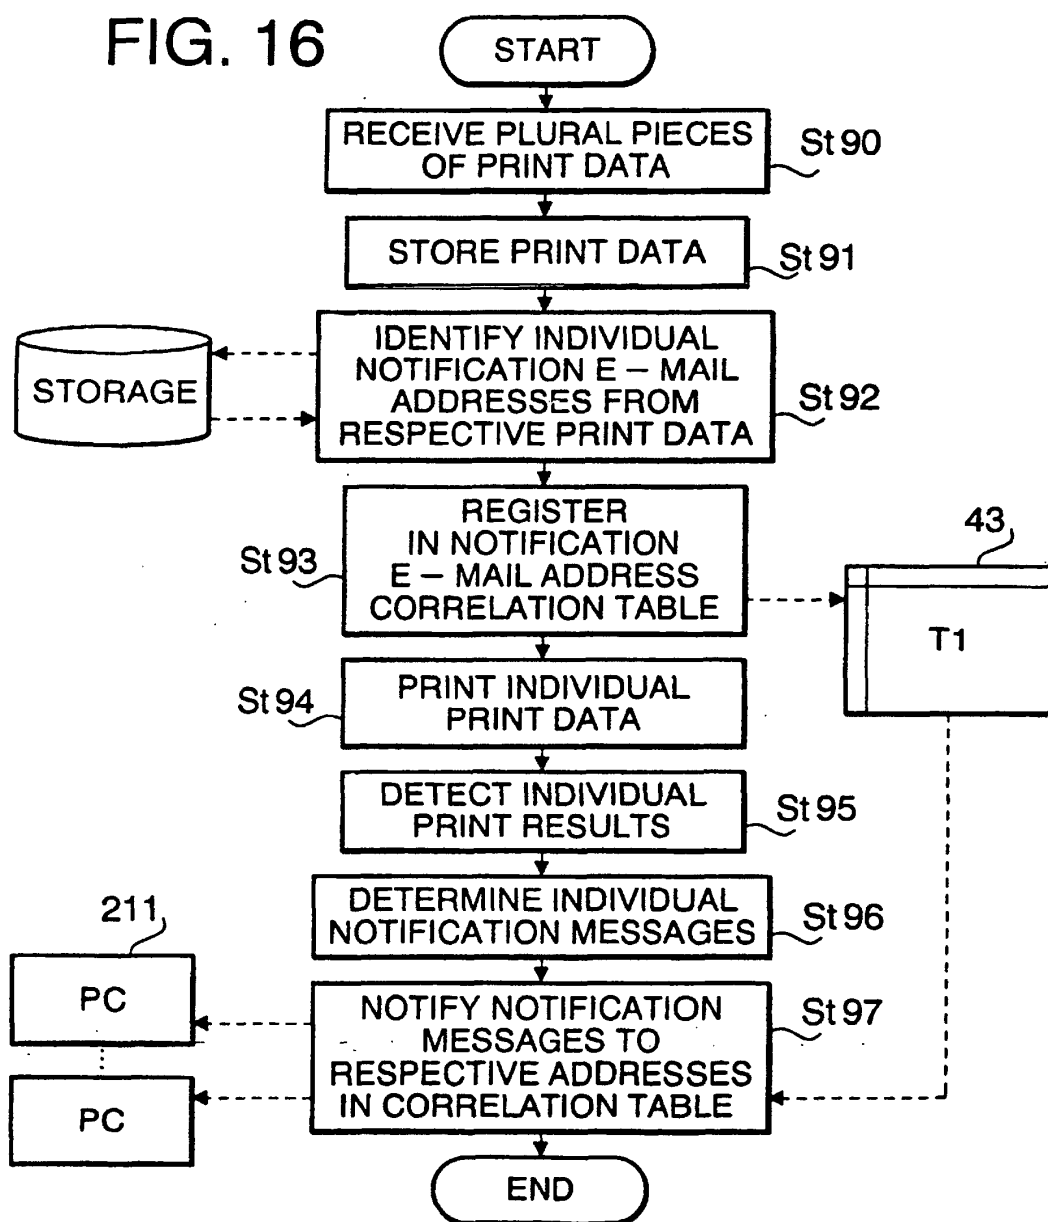 FIG. 16
START
RECEIVE PLURAL PIECES
OF PRINT DATA
St 90
STORE PRINT DATA
St 91
IDENTIFY INDIVIDUAL
NOTIFICATION E – MAIL
ADDRESSES FROM
RESPECTIVE PRINT DATA
St 92
STORAGE
REGISTER
IN NOTIFICATION
E – MAIL ADDRESS
CORRELATION TABLE
St 93
43
T1
PRINT INDIVIDUAL
PRINT DATA
St 94
DETECT INDIVIDUAL
PRINT RESULTS
St 95
DETERMINE INDIVIDUAL
NOTIFICATION MESSAGES
St 96
211
PC
PC
NOTIFY NOTIFICATION
MESSAGES TO
RESPECTIVE ADDRESSES
IN CORRELATION TABLE
St 97
END